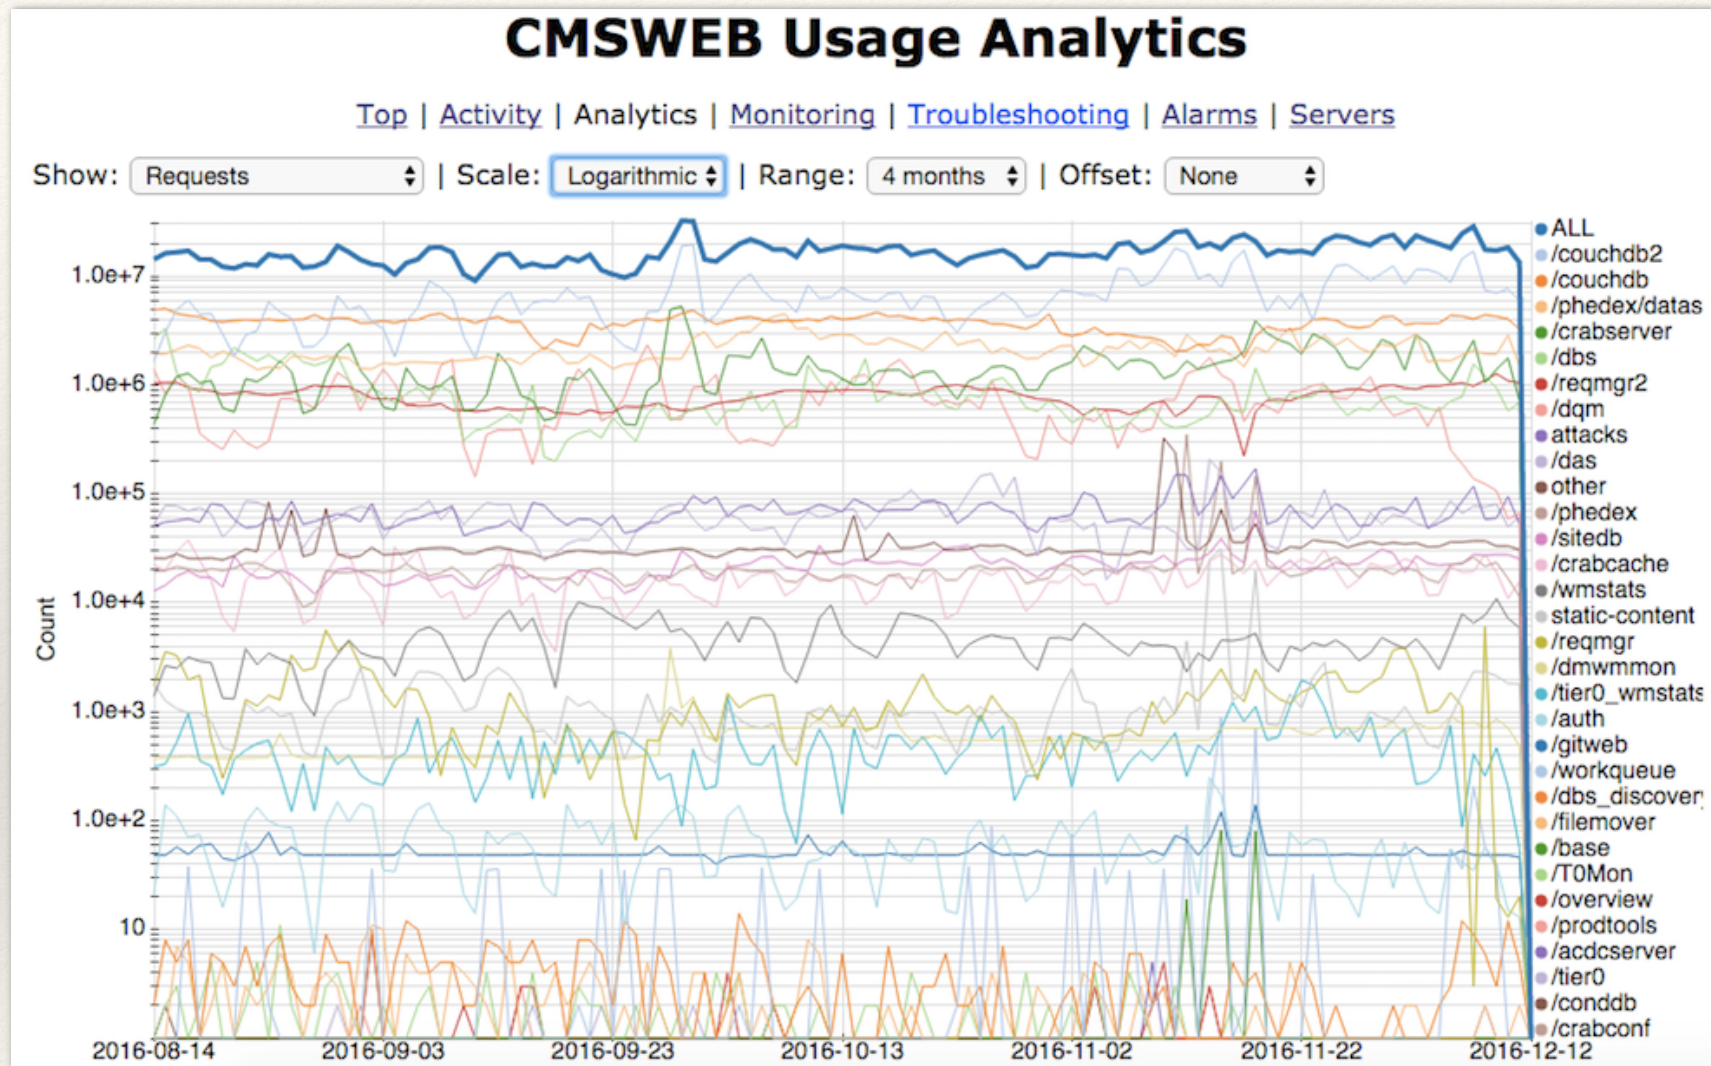 CMSWEB Usage Analytics
Top | Activity | Analytics | Monitoring | Troubleshooting | Alarms | Servers
Show: Requests | Scale: Logarithmic | Range: 4 months | Offset: None
Count
1.0e+7
1.0e+6
1.0e+5
1.0e+4
1.0e+3
1.0e+2
10
2016-08-14 2016-09-03 2016-09-23 2016-10-13 2016-11-02 2016-11-22 2016-12-12
ALL
/couchdb2
/couchdb
/phedex/datas
/crabserver
/dbs
/reqmgr2
/dqm
attacks
/das
other
/phedex
/sitedb
/crabcache
/wmstats
static-content
/reqmgr
/dmwmmon
/tier0_wmstats
/auth
/gitweb
/workqueue
/dbs_discover
/filemover
/base
/T0Mon
/overview
/prodtools
/acdcserver
/tier0
/conddb
/crabconf